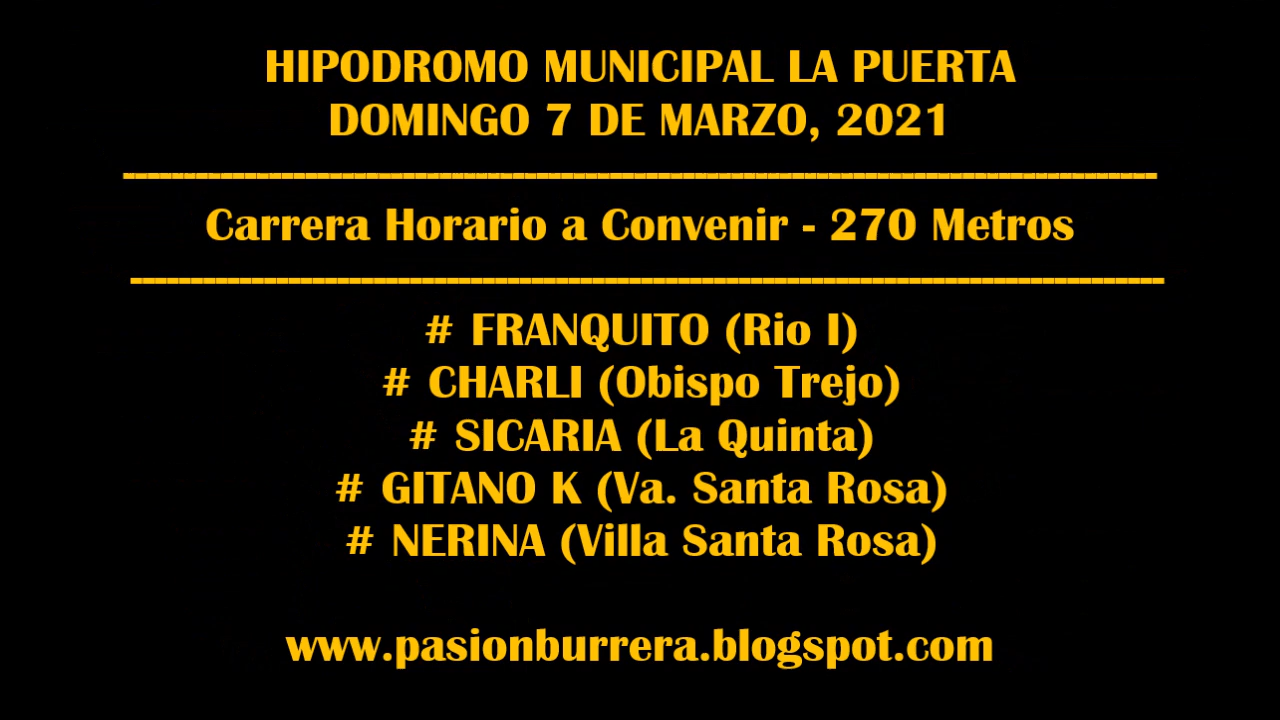 HIPODROMO MUNICIPAL LA PUERTA
DOMINGO 7 DE MARZO, 2021
--------------------------------------------------------------------------------------
Carrera Horario a Convenir - 270 Metros
--------------------------------------------------------------------------------------
# FRANQUITO (Rio I)
# CHARLI (Obispo Trejo)
# SICARIA (La Quinta)
# GITANO K (Va. Santa Rosa)
# NERINA (Villa Santa Rosa)
www.pasionburrera.blogspot.com